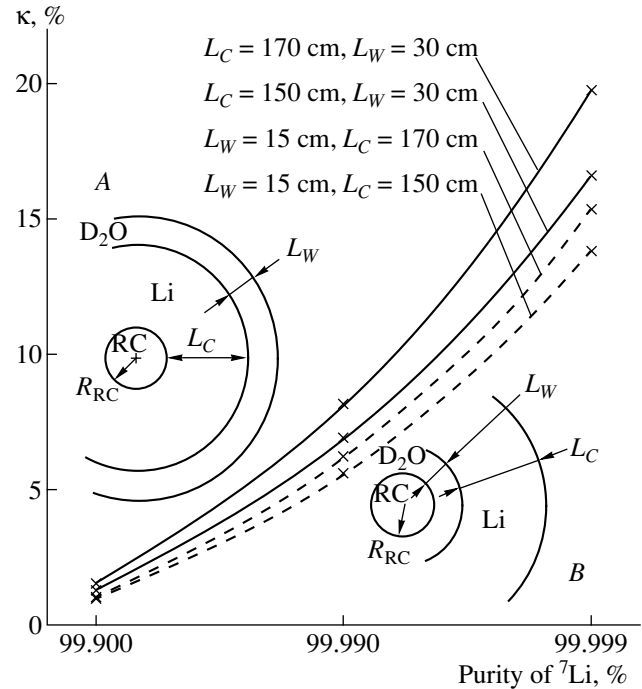 κ, %
20
15
10
5
0
L_C = 170 cm, L_W = 30 cm
L_C = 150 cm, L_W = 30 cm
L_W = 15 cm, L_C = 170 cm
L_W = 15 cm, L_C = 150 cm
A
D₂O
L_W
Li
L_C
RC
R_RC
L_W
D₂O
L_C
RC
Li
R_RC
B
99.900
99.990
99.999
Purity of ⁷Li, %